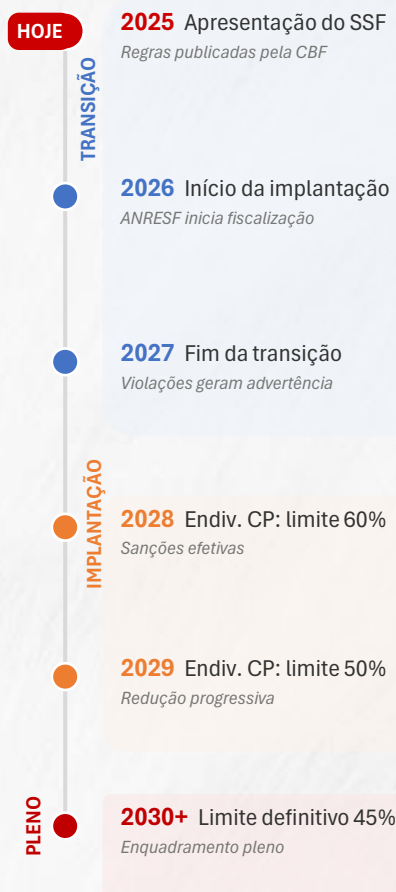 HOJE
2025 Apresentação do SSF
Regras publicadas pela CBF
TRANSIÇÃO
2026 Início da implantação
ANRESF inicia fiscalização
2027 Fim da transição
Violações geram advertência
IMPLANTAÇÃO
2028 Endiv. CP: limite 60%
Sanções efetivas
2029 Endiv. CP: limite 50%
Redução progressiva
PLENO
2030+ Limite definitivo 45%
Enquadramento pleno